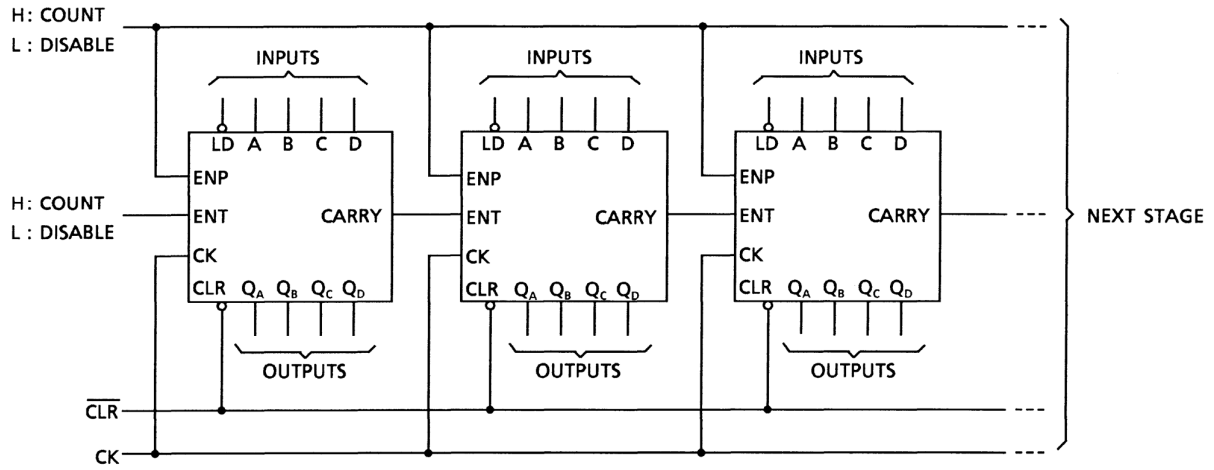 H: COUNT
L : DISABLE
INPUTS
INPUTS
INPUTS
LD A B C D
LD A B C D
LD A B C D
ENP
ENP
ENP
H: COUNT
L : DISABLE
ENT CARRY
ENT CARRY
ENT CARRY
NEXT STAGE
CK
CK
CK
CLR QA QB QC QD
CLR QA QB QC QD
CLR QA QB QC QD
OUTPUTS
OUTPUTS
OUTPUTS
C̅L̅R̅
CK